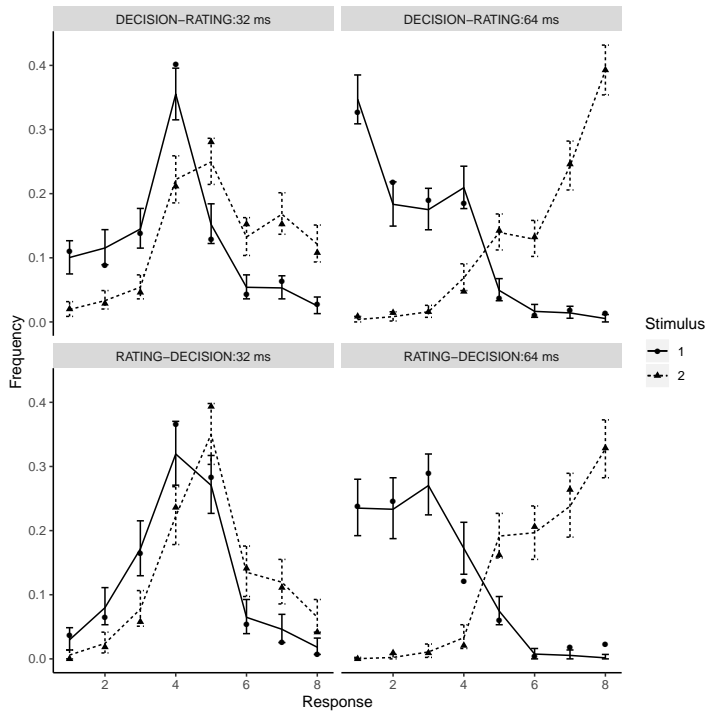 DECISION−RATING:32 ms
DECISION−RATING:64 ms
0.4
0.3
0.2
0.1
0.0
RATING−DECISION:32 ms
RATING−DECISION:64 ms
0.4
0.3
0.2
0.1
0.0
2 4 6 8
2 4 6 8
Response
Frequency
Stimulus
1
2